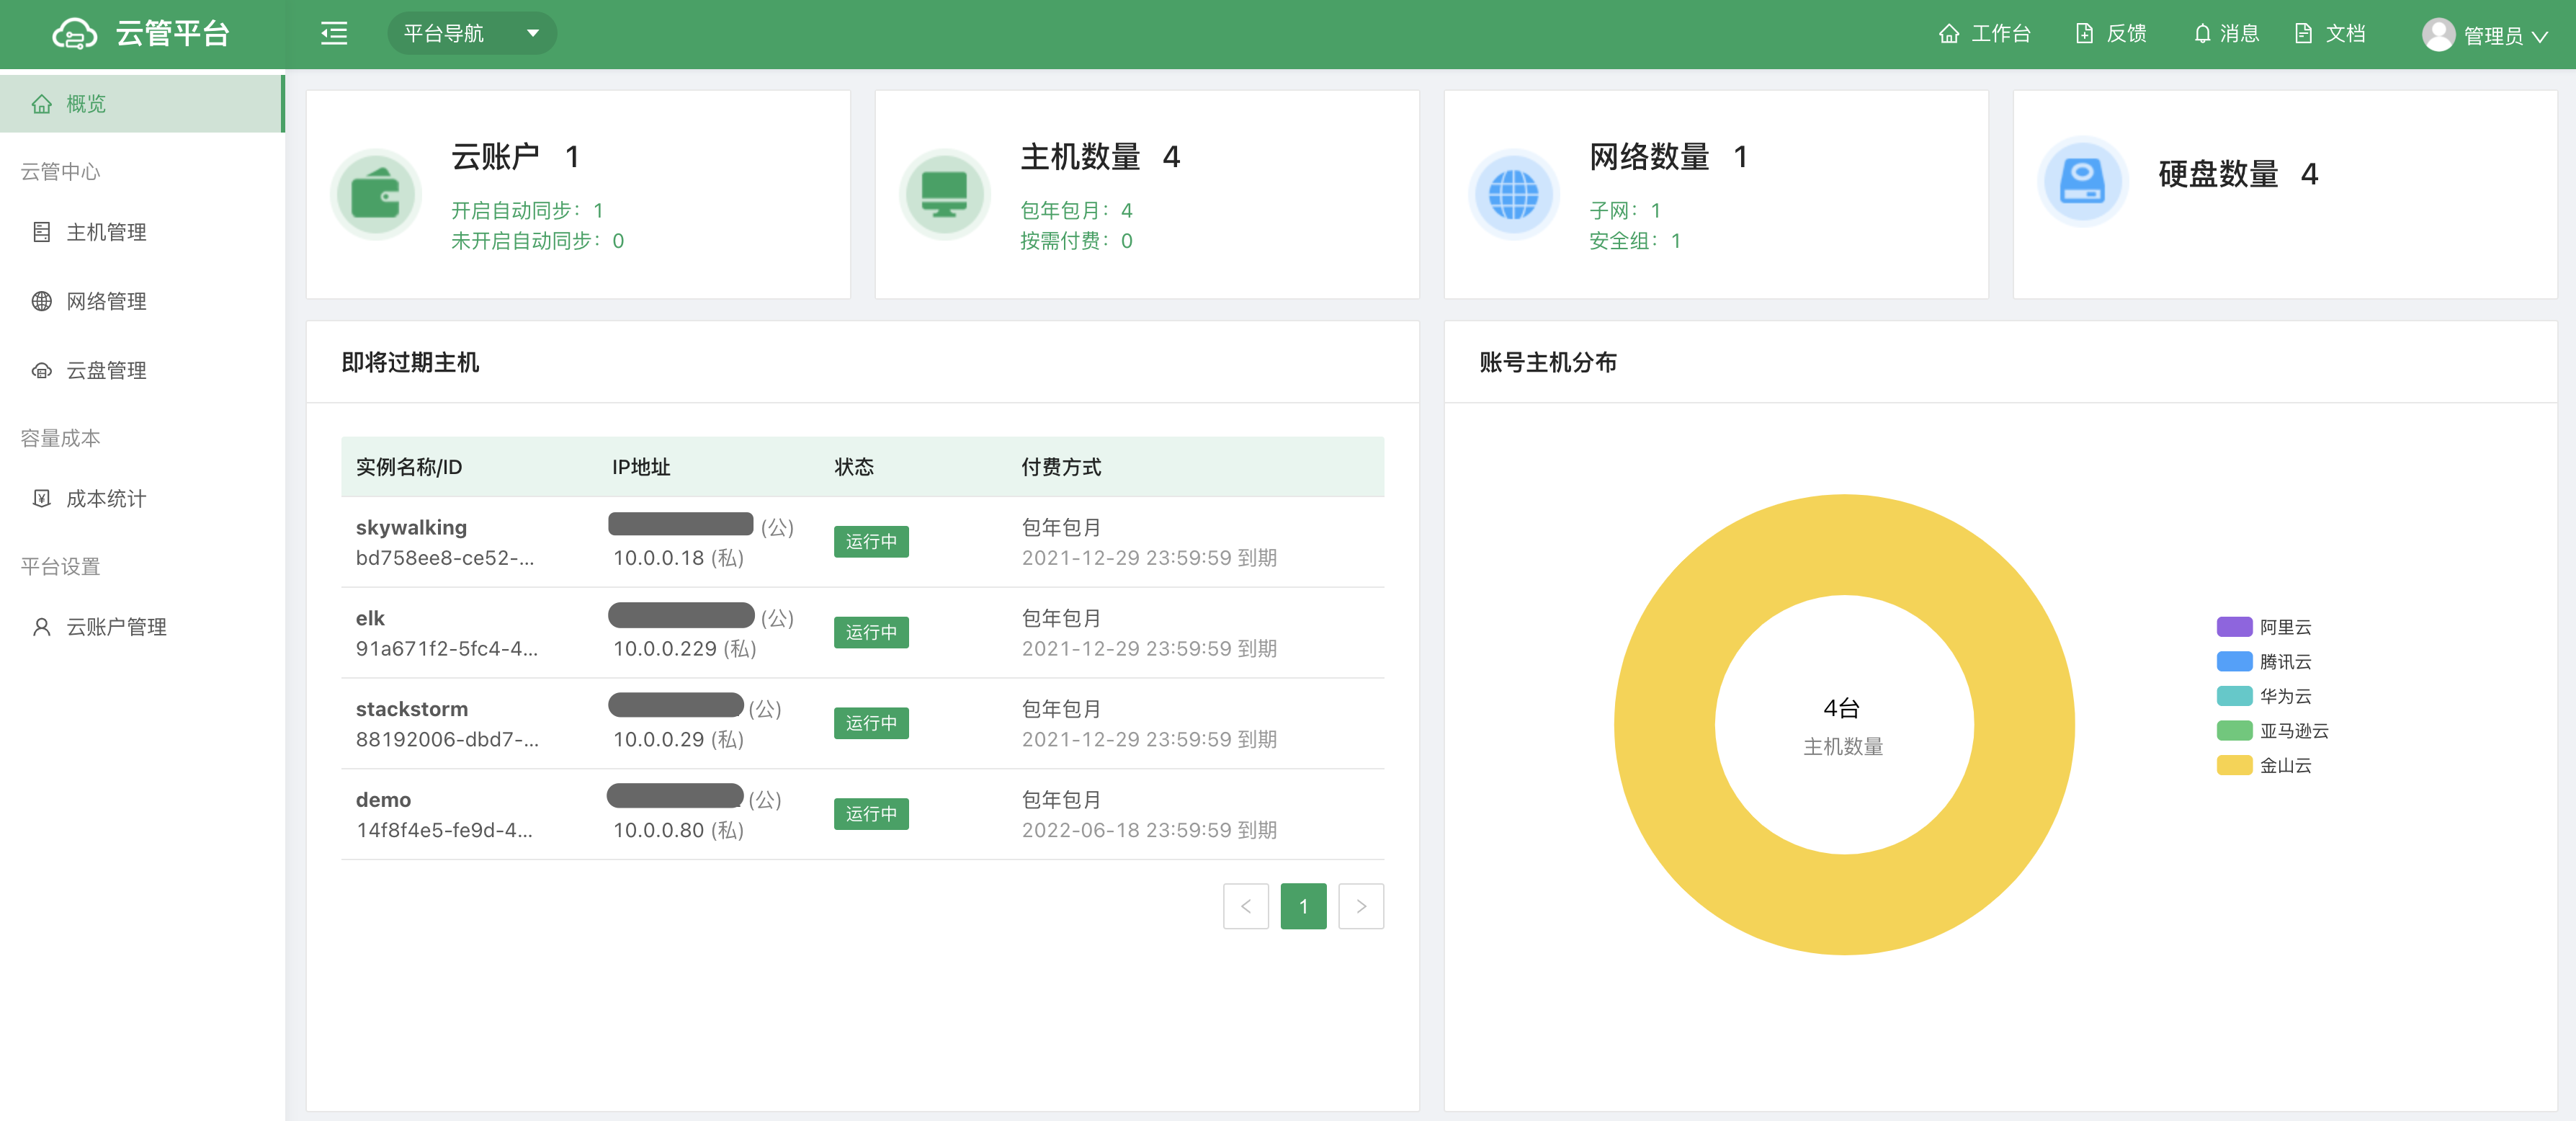 云管平台
平台导航
工作台
反馈
消息
文档
管理员
概览
云管中心
主机管理
网络管理
云盘管理
容量成本
成本统计
平台设置
云账户管理
云账户 1
开启自动同步：1
未开启自动同步：0
主机数量 4
包年包月：4
按需付费：0
网络数量 1
子网：1
安全组：1
硬盘数量 4
即将过期主机
实例名称/ID IP地址 状态 付费方式
skywalking (公) 运行中 包年包月
bd758ee8-ce52-... 10.0.0.18 (私) 2021-12-29 23:59:59 到期
elk (公) 运行中 包年包月
91a671f2-5fc4-4... 10.0.0.229 (私) 2021-12-29 23:59:59 到期
stackstorm (公) 运行中 包年包月
88192006-dbd7-... 10.0.0.29 (私) 2021-12-29 23:59:59 到期
demo (公) 运行中 包年包月
14f8f4e5-fe9d-4... 10.0.0.80 (私) 2022-06-18 23:59:59 到期
< 1 >
账号主机分布
4台
主机数量
阿里云
腾讯云
华为云
亚马逊云
金山云